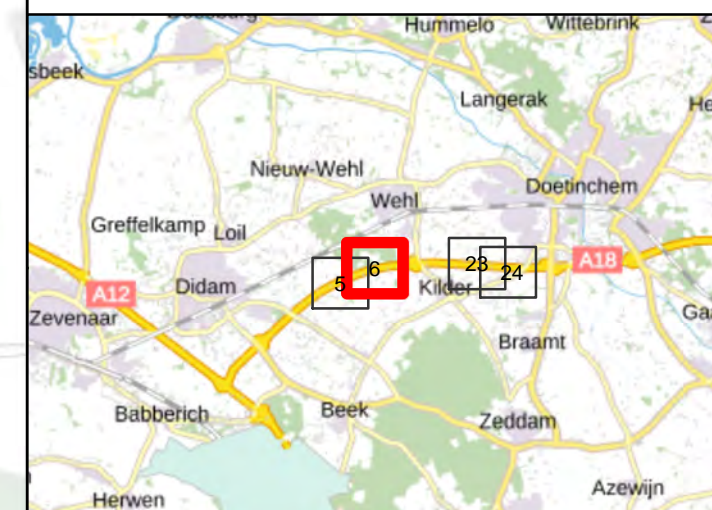 Hummelo
Wittebrink
sbeek
Langerak
He
Nieuw-Wehl
Doetinchem
Wehl
Greffelkamp
Loil
5
6
23
24
A18
A12
Didam
Kilder
Zevenaar
Ga
Braamt
Babberich
Beek
Zeddam
Azewijn
Herwen